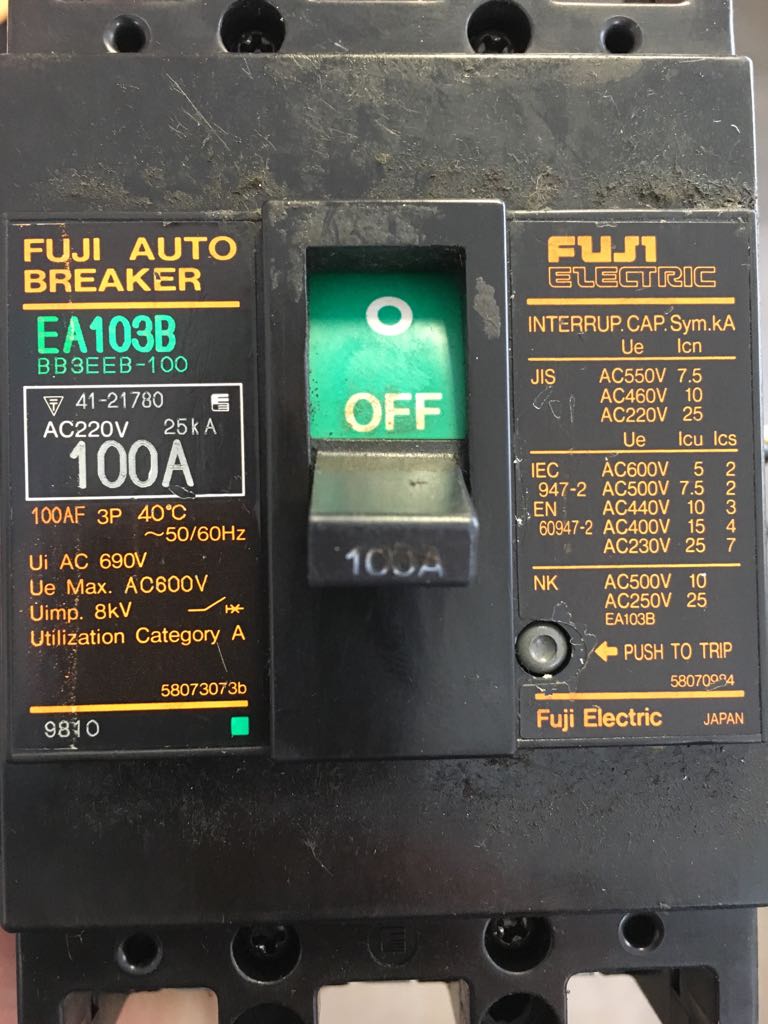 FUJI AUTO
BREAKER
EA103B
BB3EEB-100
41-21780
AC220V 25kA
100A
100AF 3P 40°C
~50/60Hz
Ui AC 690V
Ue Max. AC600V
Uimp. 8kV
Utilization Category A
58073073b
9810
O
OFF
100A
FUJI
ELECTRIC
INTERRUP. CAP. Sym.kA
Ue Icn
JIS AC550V 7.5
AC460V 10
AC220V 25
Ue Icu Ics
IEC AC600V 5 2
947-2 AC500V 7.5 2
EN AC440V 10 3
60947-2 AC400V 15 4
AC230V 25 7
NK AC500V 10
AC250V 25
EA103B
PUSH TO TRIP
Fuji Electric JAPAN